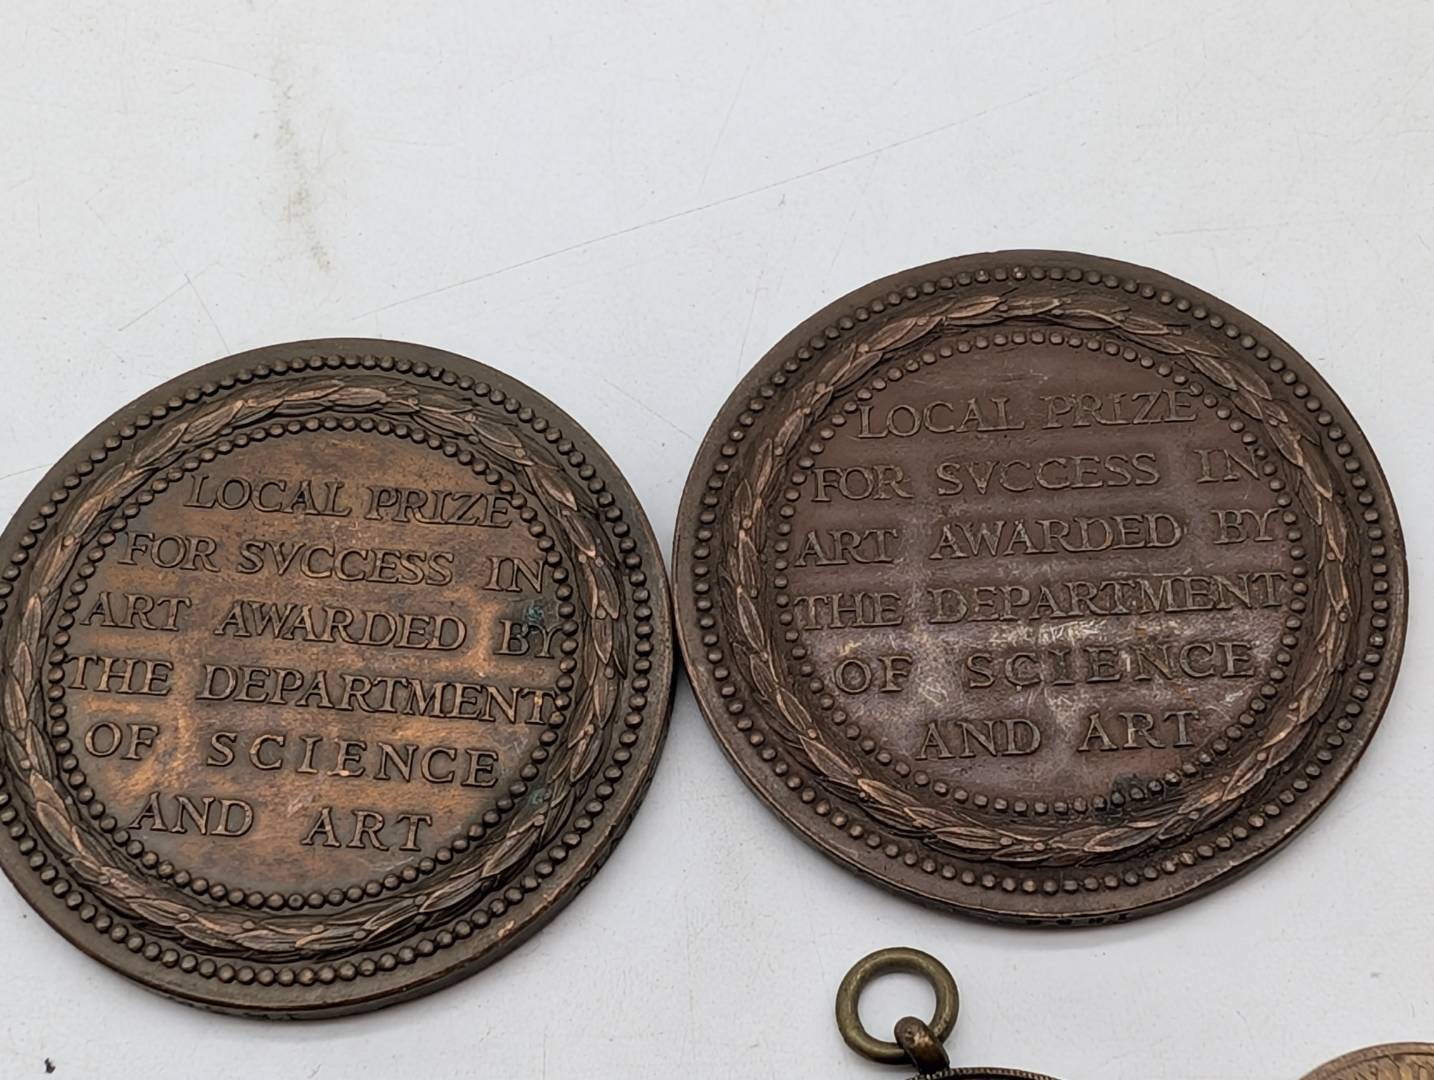 LOCAL PRIZE
FOR SVCCESS IN
ART AWARDED BY
THE DEPARTMENT
OF SCIENCE
AND ART
LOCAL PRIZE
FOR SVCCESS IN
ART AWARDED BY
THE DEPARTMENT
OF SCIENCE
AND ART